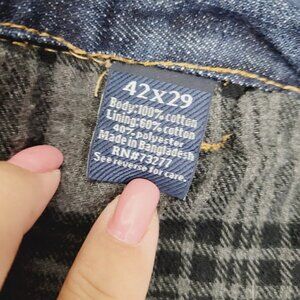 42X29
Body:100% cotton
Lining: 60% cotton
40% polyester
Made in Bangladesh
RN#73277
See reverse for care.